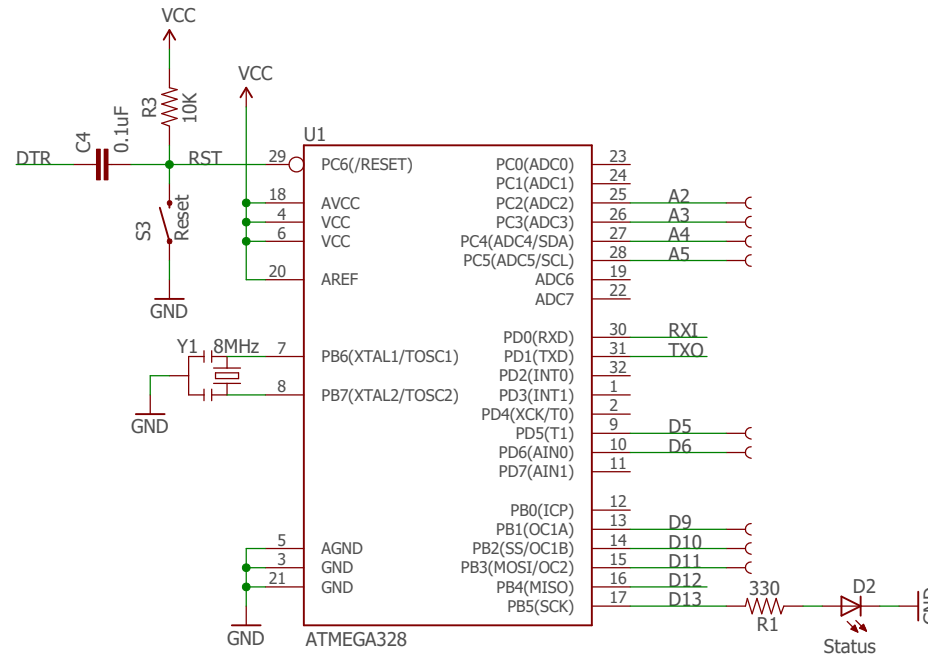 VCC
VCC
R3
10K
C4
0.1uF
DTR
RST
S3
Reset
GND
Y1
8MHz
GND
U1
29 PC6(/RESET)
18 AVCC
4 VCC
6 VCC
20 AREF
7 PB6(XTAL1/TOSC1)
8 PB7(XTAL2/TOSC2)
5 AGND
3 GND
21 GND
GND
ATMEGA328
PC0(ADC0) 23
PC1(ADC1) 24
PC2(ADC2) 25 A2
PC3(ADC3) 26 A3
PC4(ADC4/SDA) 27 A4
PC5(ADC5/SCL) 28 A5
ADC6 19
ADC7 22
PD0(RXD) 30 RXI
PD1(TXD) 31 TXO
PD2(INT0) 32
PD3(INT1) 1
PD4(XCK/T0) 2
PD5(T1) 9 D5
PD6(AIN0) 10 D6
PD7(AIN1) 11
PB0(ICP) 12
PB1(OC1A) 13 D9
PB2(SS/OC1B) 14 D10
PB3(MOSI/OC2) 15 D11
PB4(MISO) 16 D12
PB5(SCK) 17 D13
330
R1
D2
Status
GND